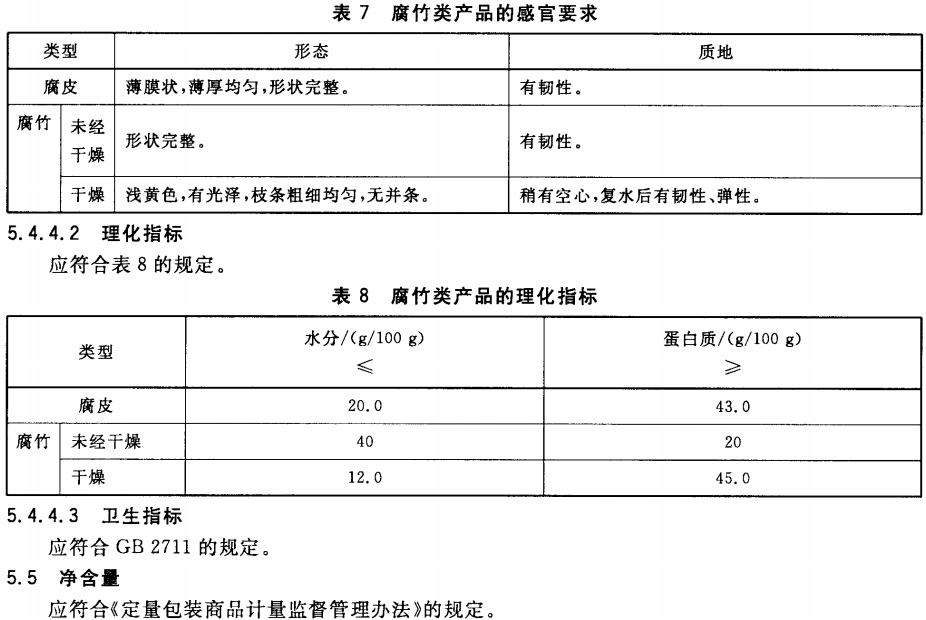 表 7 腐竹类产品的感官要求
类型 形态 质地
腐皮 薄膜状,薄厚均匀,形状完整。 有韧性。
腐竹 未经干燥 形状完整。 有韧性。
干燥 浅黄色,有光泽,枝条粗细均匀,无并条。 稍有空心,复水后有韧性、弹性。
5.4.4.2 理化指标
应符合表 8 的规定。
表 8 腐竹类产品的理化指标
类型 水分/(g/100 g) ≤ 蛋白质/(g/100 g) ≥
腐皮 20.0 43.0
腐竹 未经干燥 40 20
干燥 12.0 45.0
5.4.4.3 卫生指标
应符合 GB 2711 的规定。
5.5 净含量
应符合《定量包装商品计量监督管理办法》的规定。